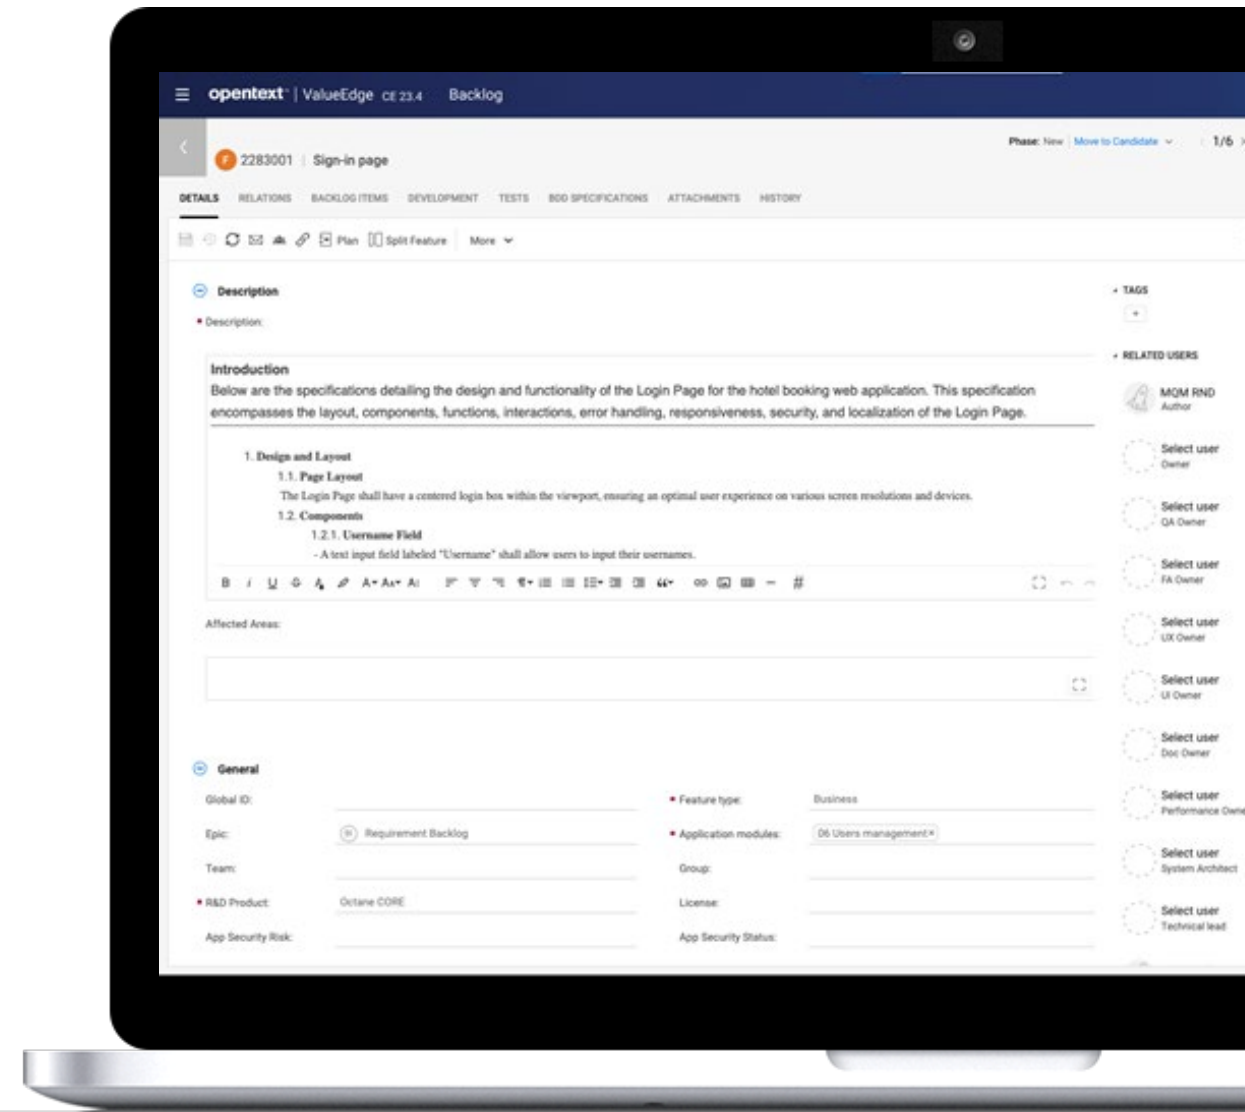 opentext™ | ValueEdge CE 23.4 Backlog
Phase: New | Move to Candidate 1/6
F 2283001 | Sign-in page
DETAILS RELATIONS BACKLOG ITEMS DEVELOPMENT TESTS BDD SPECIFICATIONS ATTACHMENTS HISTORY
Plan Split Feature More
Description
* Description:
Introduction
Below are the specifications detailing the design and functionality of the Login Page for the hotel booking web application. This specification
encompasses the layout, components, functions, interactions, error handling, responsiveness, security, and localization of the Login Page.
1. Design and Layout
1.1. Page Layout
The Login Page shall have a centered login box within the viewport, ensuring an optimal user experience on various screen resolutions and devices.
1.2. Components
1.2.1. Username Field
- A text input field labeled "Username" shall allow users to input their usernames.
Affected Areas:
General
Global ID:
* Feature type: Business
Epic: Requirement Backlog
* Application modules: 06 Users management ×
Team:
Group:
* R&D Product: Octane CORE
License:
App Security Risk:
App Security Status:
TAGS
+
RELATED USERS
MQM RND
Author
Select user
Owner
Select user
QA Owner
Select user
FA Owner
Select user
UX Owner
Select user
UI Owner
Select user
Doc Owner
Select user
Performance Owne
Select user
System Architect
Select user
Technical lead